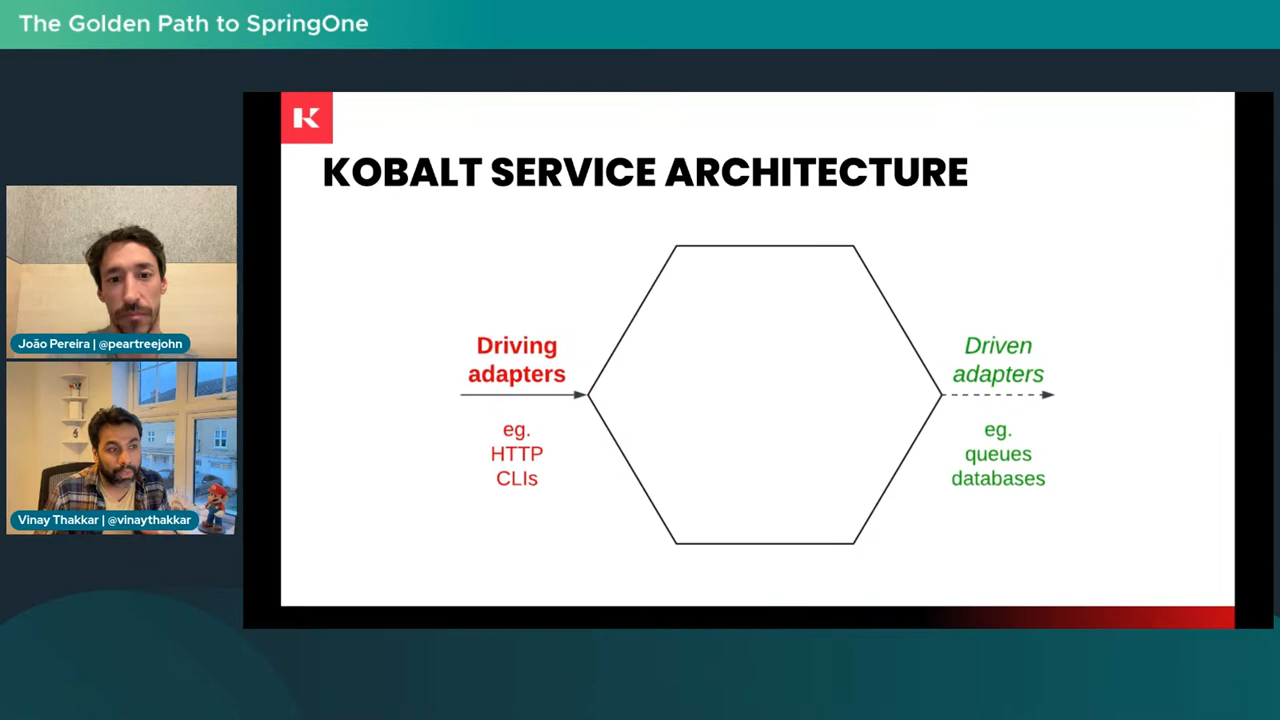 The Golden Path to SpringOne
K
KOBALT SERVICE ARCHITECTURE
Driving
adapters
eg.
HTTP
CLIs
Driven
adapters
eg.
queues
databases
João Pereira | @peartreejohn
Vinay Thakkar | @vinaythakkar